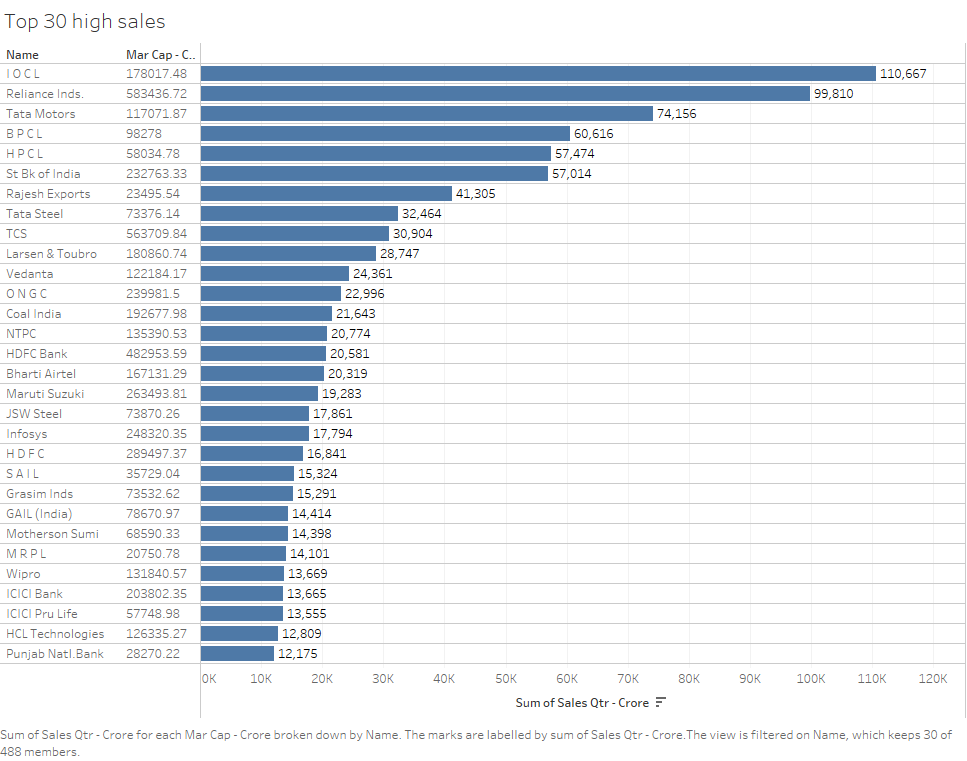 Top 30 high sales
Name Mar Cap - C..
I O C L 178017.48 110,667
Reliance Inds. 583436.72 99,810
Tata Motors 117071.87 74,156
B P C L 98278 60,616
H P C L 58034.78 57,474
St Bk of India 232763.33 57,014
Rajesh Exports 23495.54 41,305
Tata Steel 73376.14 32,464
TCS 563709.84 30,904
Larsen & Toubro 180860.74 28,747
Vedanta 122184.17 24,361
O N G C 239981.5 22,996
Coal India 192677.98 21,643
NTPC 135390.53 20,774
HDFC Bank 482953.59 20,581
Bharti Airtel 167131.29 20,319
Maruti Suzuki 263493.81 19,283
JSW Steel 73870.26 17,861
Infosys 248320.35 17,794
H D F C 289497.37 16,841
S A I L 35729.04 15,324
Grasim Inds 73532.62 15,291
GAIL (India) 78670.97 14,414
Motherson Sumi 68590.33 14,398
M R P L 20750.78 14,101
Wipro 131840.57 13,669
ICICI Bank 203802.35 13,665
ICICI Pru Life 57748.98 13,555
HCL Technologies 126335.27 12,809
Punjab Natl.Bank 28270.22 12,175
0K 10K 20K 30K 40K 50K 60K 70K 80K 90K 100K 110K 120K
Sum of Sales Qtr - Crore
Sum of Sales Qtr - Crore for each Mar Cap - Crore broken down by Name. The marks are labelled by sum of Sales Qtr - Crore.The view is filtered on Name, which keeps 30 of
488 members.